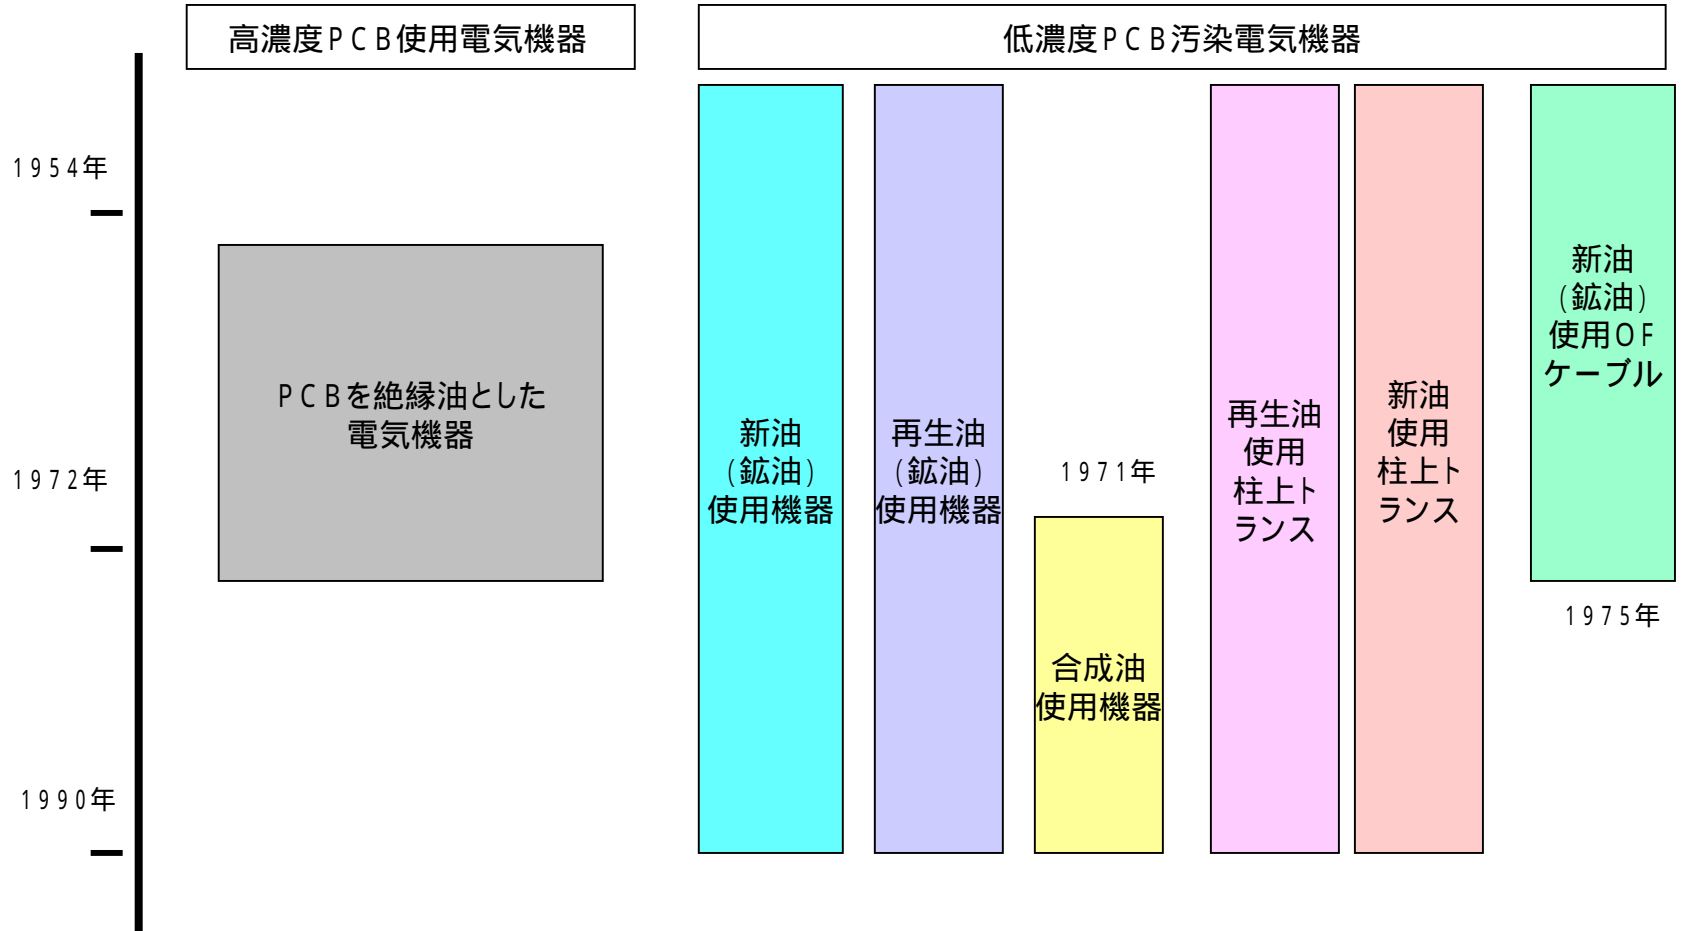 高濃度PCB使用電気機器
低濃度PCB汚染電気機器
1954年
1972年
1990年
PCBを絶縁油とした
電気機器
新油
(鉱油)
使用機器
再生油
(鉱油)
使用機器
1971年
合成油
使用機器
再生油
使用
柱上ト
ランス
新油
使用
柱上ト
ランス
新油
(鉱油)
使用OF
ケーブル
1975年